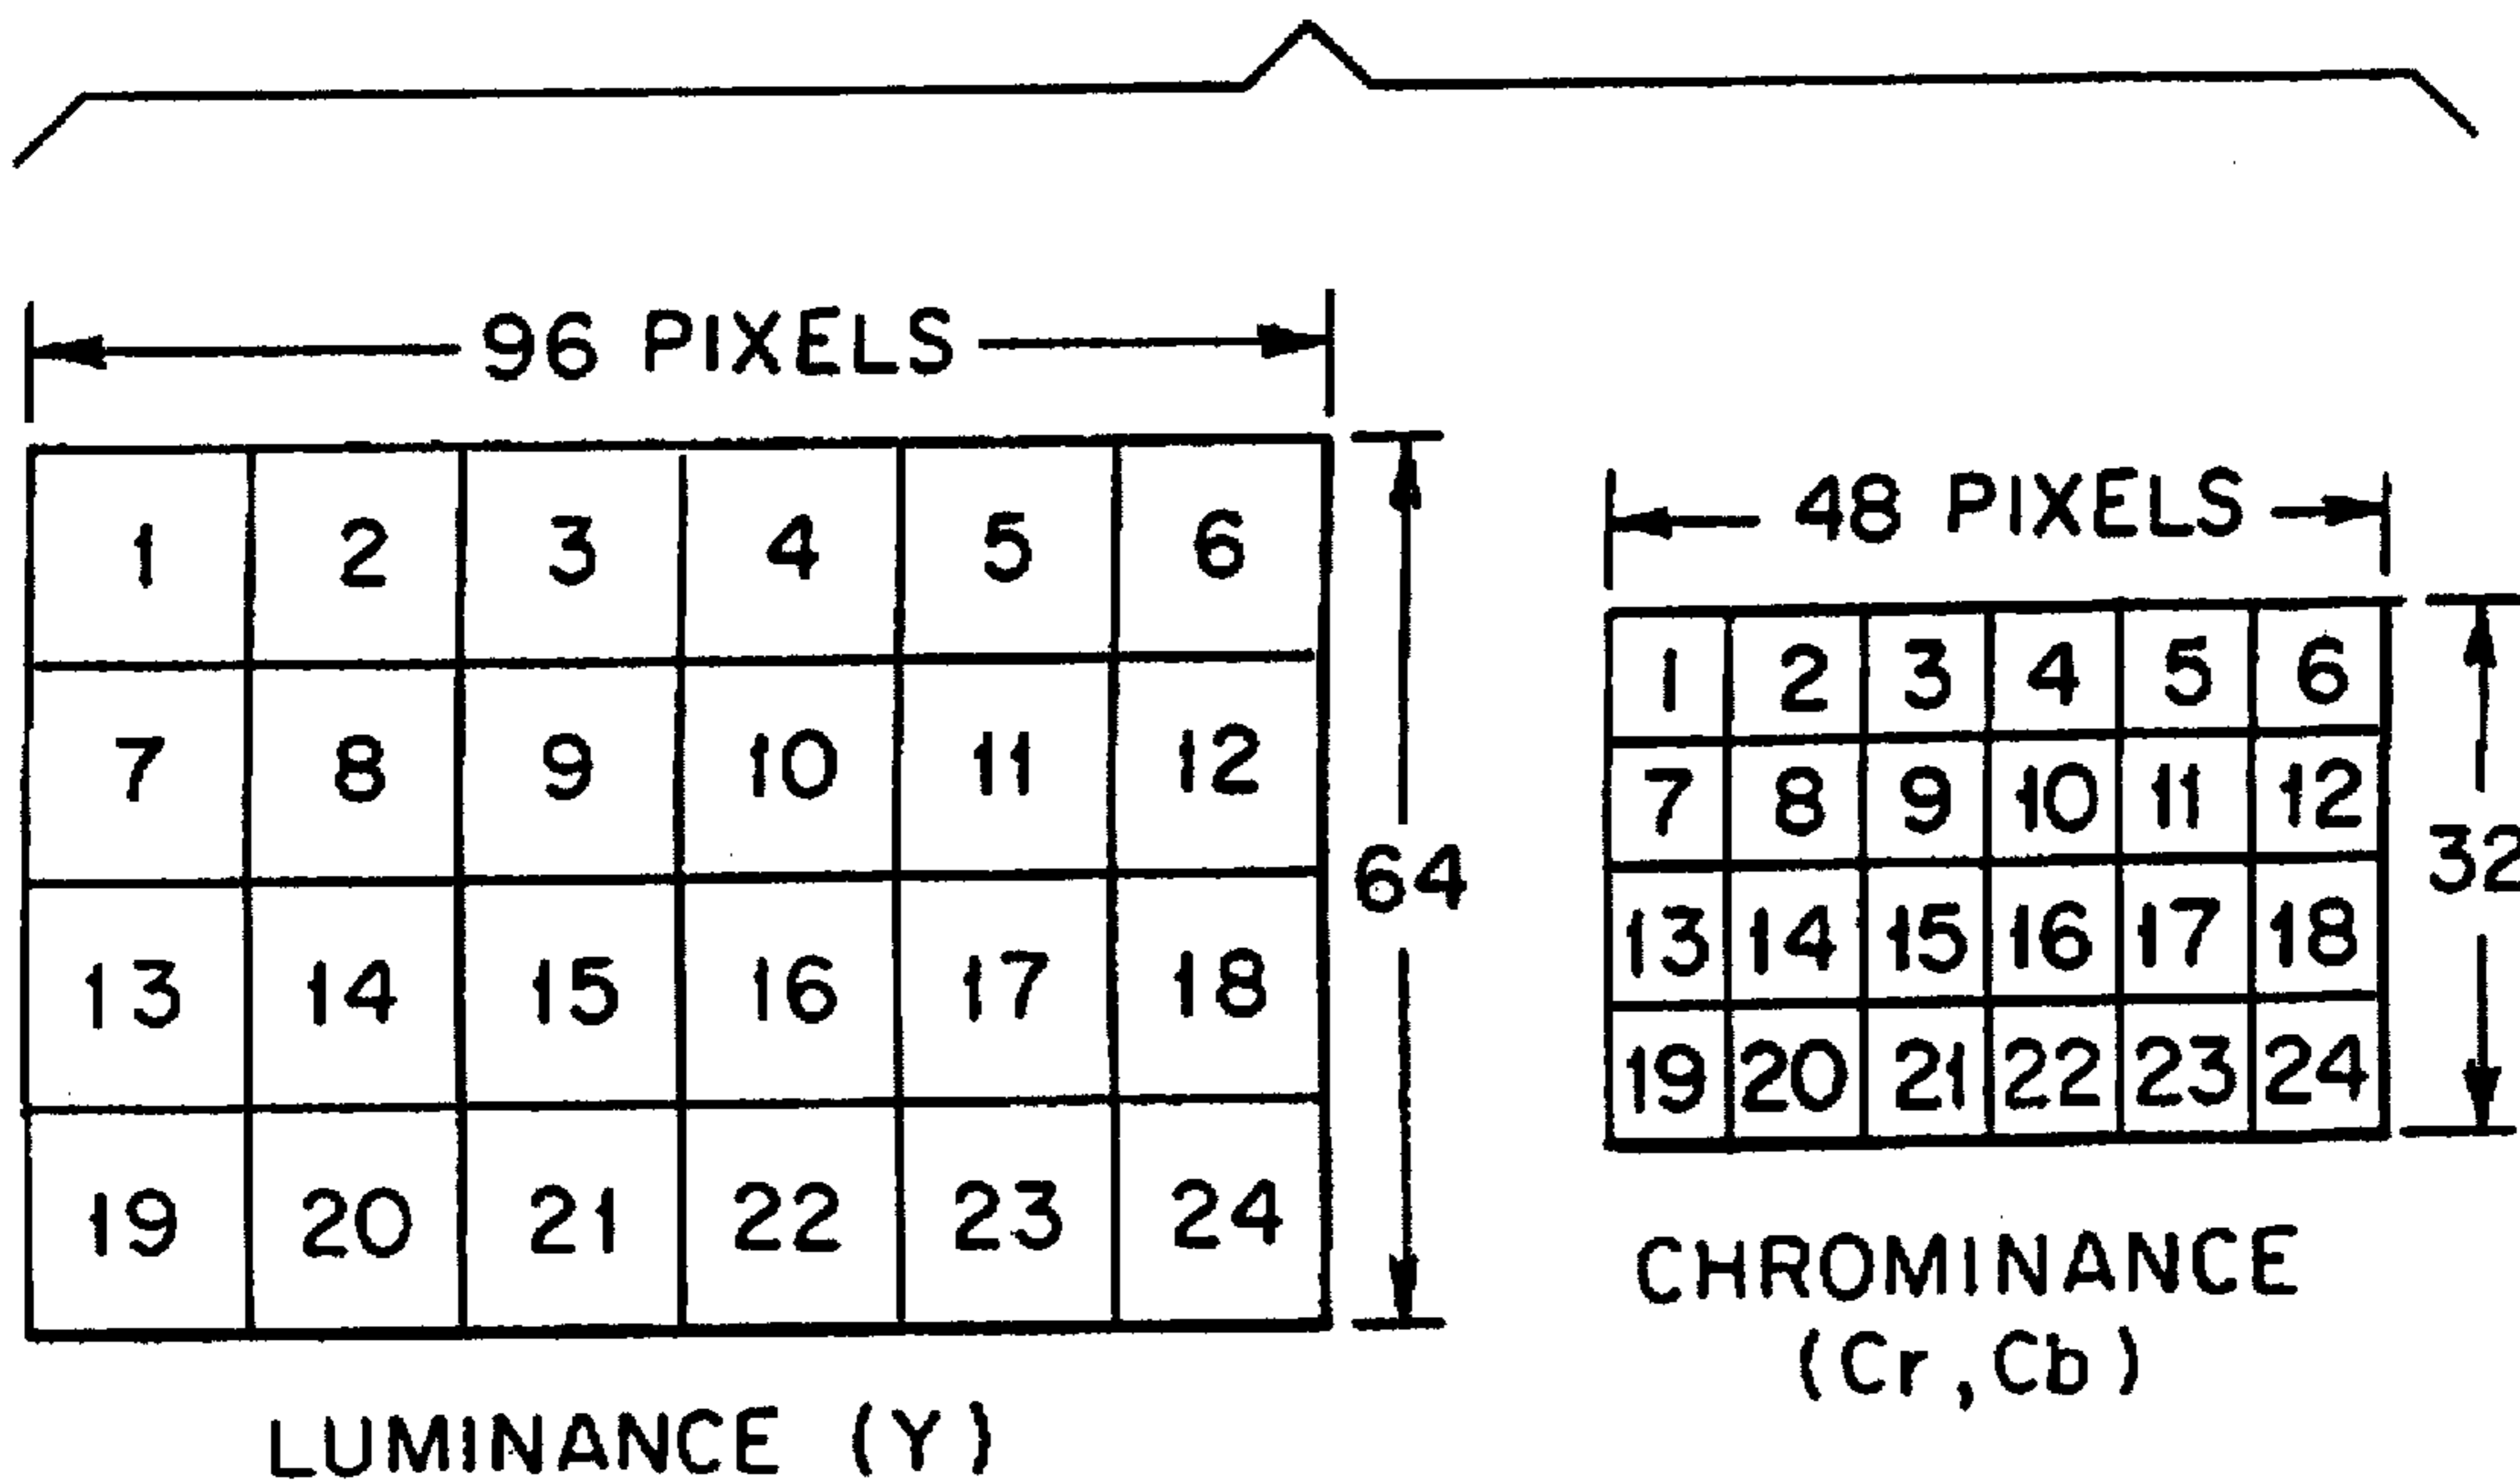 96 PIXELS
1 2 3 4 5 6
7 8 9 10 11 12
13 14 15 16 17 18
19 20 21 22 23 24
64
LUMINANCE (Y)
48 PIXELS
1 2 3 4 5 6
7 8 9 10 11 12
13 14 15 16 17 18
19 20 21 22 23 24
32
CHROMINANCE
(Cr,Cb)